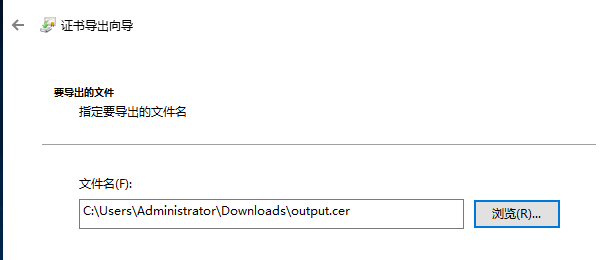 证书导出向导
要导出的文件
指定要导出的文件名
文件名(F):
C:\Users\Administrator\Downloads\output.cer
浏览(R)...